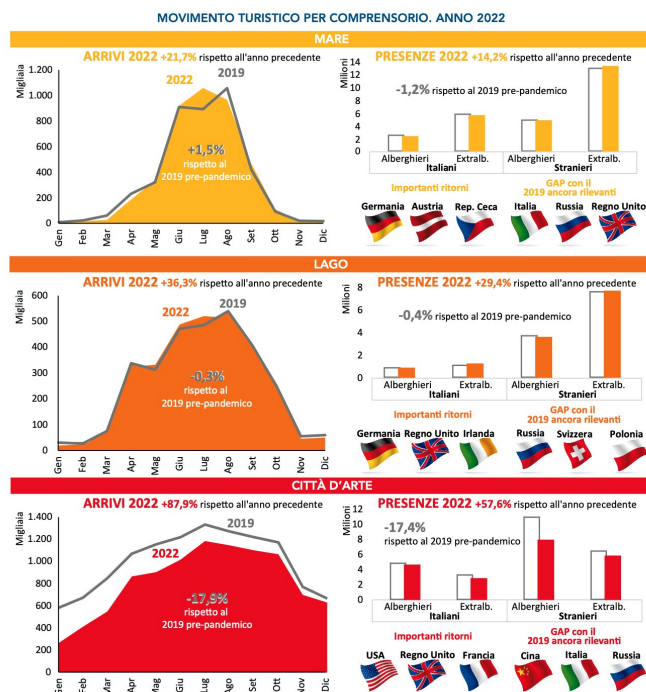 MOVIMENTO TURISTICO PER COMPRENSORIO. ANNO 2022
MARE
ARRIVI 2022 +21,7% rispetto all'anno precedente
Migliaia
1.200
1.000
800
600
400
200
0
2022
2019
+1,5%
rispetto al
2019 pre-pandemico
Gen
Feb
Mar
Apr
Mag
Giu
Lug
Ago
Set
Ott
Nov
Dic
PRESENZE 2022 +14,2% rispetto all'anno precedente
Milioni
14
12
10
8
6
4
2
0
-1,2% rispetto al 2019 pre-pandemico
Alberghieri Extralb. Alberghieri Extralb.
Italiani Stranieri
Importanti ritorni
GAP con il
2019 ancora rilevanti
Germania Austria Rep. Ceca Italia Russia Regno Unito
LAGO
ARRIVI 2022 +36,3% rispetto all'anno precedente
Migliaia
600
500
400
300
200
100
0
2022
2019
-0,3%
rispetto al
2019 pre-pandemico
Gen
Feb
Mar
Apr
Mag
Giu
Lug
Ago
Set
Ott
Nov
Dic
PRESENZE 2022 +29,4% rispetto all'anno precedente
Milioni
8
6
4
2
0
-0,4% rispetto al 2019 pre-pandemico
Alberghieri Extralb. Alberghieri Extralb.
Italiani Stranieri
Importanti ritorni
GAP con il
2019 ancora rilevanti
Germania Regno Unito Irlanda Russia Svizzera Polonia
CITTÀ D'ARTE
ARRIVI 2022 +87,9% rispetto all'anno precedente
Migliaia
1.400
1.200
1.000
800
600
400
200
0
2022
2019
-17,9%
rispetto al
2019 pre-pandemico
Gen
Feb
Mar
Apr
Mag
Giu
Lug
Ago
Set
Ott
Nov
Dic
PRESENZE 2022 +57,6% rispetto all'anno precedente
Milioni
12
10
8
6
4
2
0
-17,4%
rispetto al 2019 pre-pandemico
Alberghieri Extralb. Alberghieri Extralb.
Italiani Stranieri
Importanti ritorni
GAP con il
2019 ancora rilevanti
USA Regno Unito Francia Cina Italia Russia